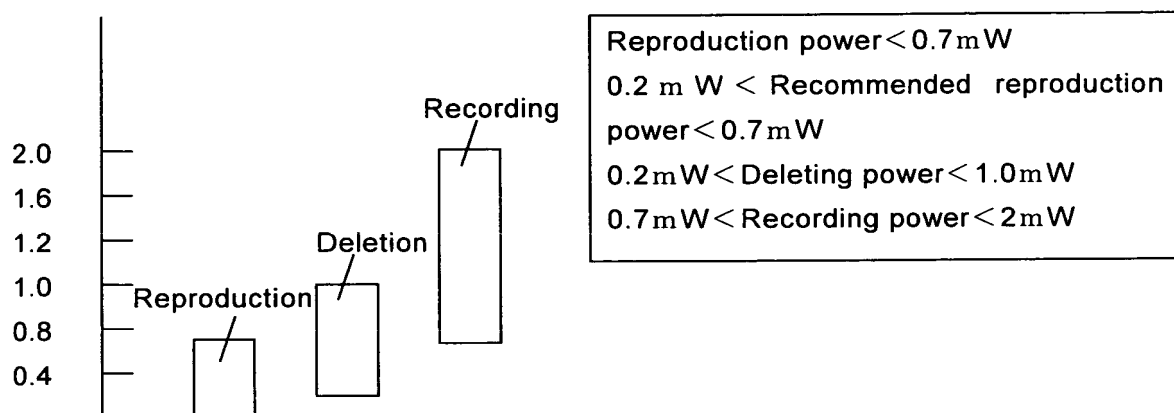 Recording
2.0
1.6
1.2
Deletion
1.0
Reproduction
0.8
0.4
Reproduction power<0.7mW
0.2 m W < Recommended reproduction
power<0.7mW
0.2mW<Deleting power<1.0mW
0.7mW<Recording power<2mW